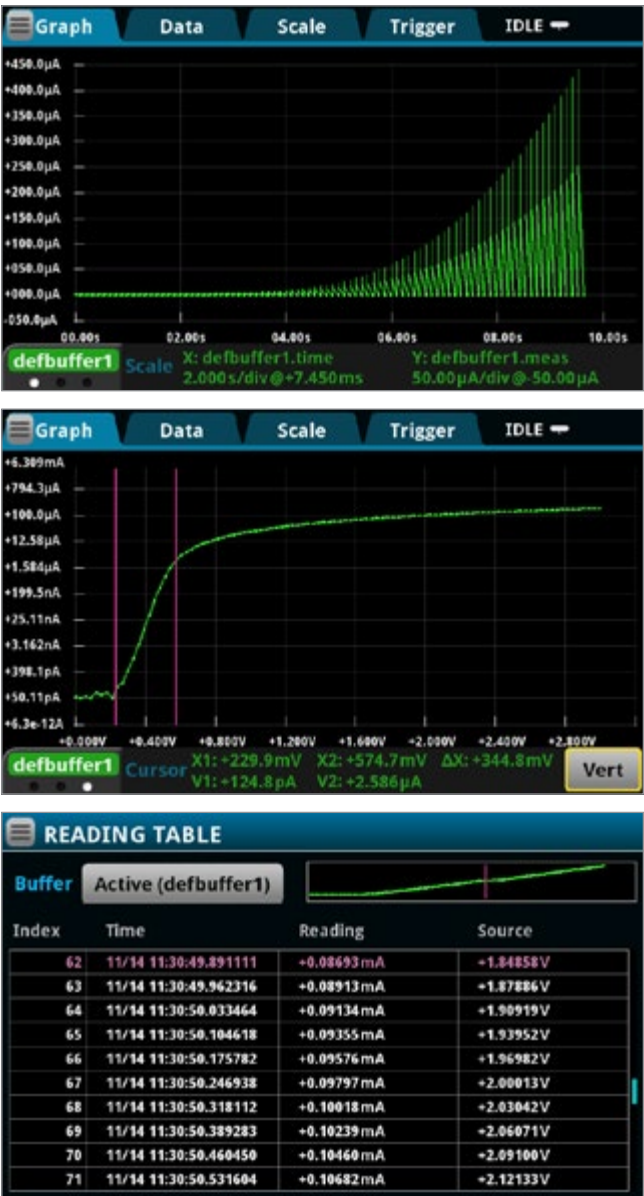 Graph Data Scale Trigger IDLE
+450.0µA
+400.0µA
+350.0µA
+300.0µA
+250.0µA
+200.0µA
+150.0µA
+100.0µA
+050.0µA
+000.0µA
-050.0µA
00.00s 02.00s 04.00s 06.00s 08.00s 10.00s
defbuffer1 Scale X: defbuffer1.time Y: defbuffer1.meas
2.000 s/div@+7.450ms 50.00µA/div@-50.00µA
Graph Data Scale Trigger IDLE
+6.309mA
+794.3µA
+100.0µA
+12.58µA
+1.584µA
+199.5nA
+25.11nA
+3.162nA
+398.1pA
+50.11pA
+6.3e-12A
+0.000V +0.400V +0.800V +1.200V +1.600V +2.000V +2.400V +2.800V
defbuffer1 Cursor X1: +229.9mV X2: +574.7mV ΔX: +344.8mV Vert
V1: +124.8pA V2: +2.586µA
READING TABLE
Buffer Active (defbuffer1)
Index Time Reading Source
62 11/14 11:30:49.891111 +0.08693mA +1.84858V
63 11/14 11:30:49.962316 +0.08913mA +1.87886V
64 11/14 11:30:50.033464 +0.09134mA +1.90919V
65 11/14 11:30:50.104618 +0.09355mA +1.93952V
66 11/14 11:30:50.175782 +0.09576mA +1.96982V
67 11/14 11:30:50.246938 +0.09797mA +2.00013V
68 11/14 11:30:50.318112 +0.10018mA +2.03042V
69 11/14 11:30:50.389283 +0.10239mA +2.06071V
70 11/14 11:30:50.460450 +0.10460mA +2.09100V
71 11/14 11:30:50.531604 +0.10682mA +2.12133V